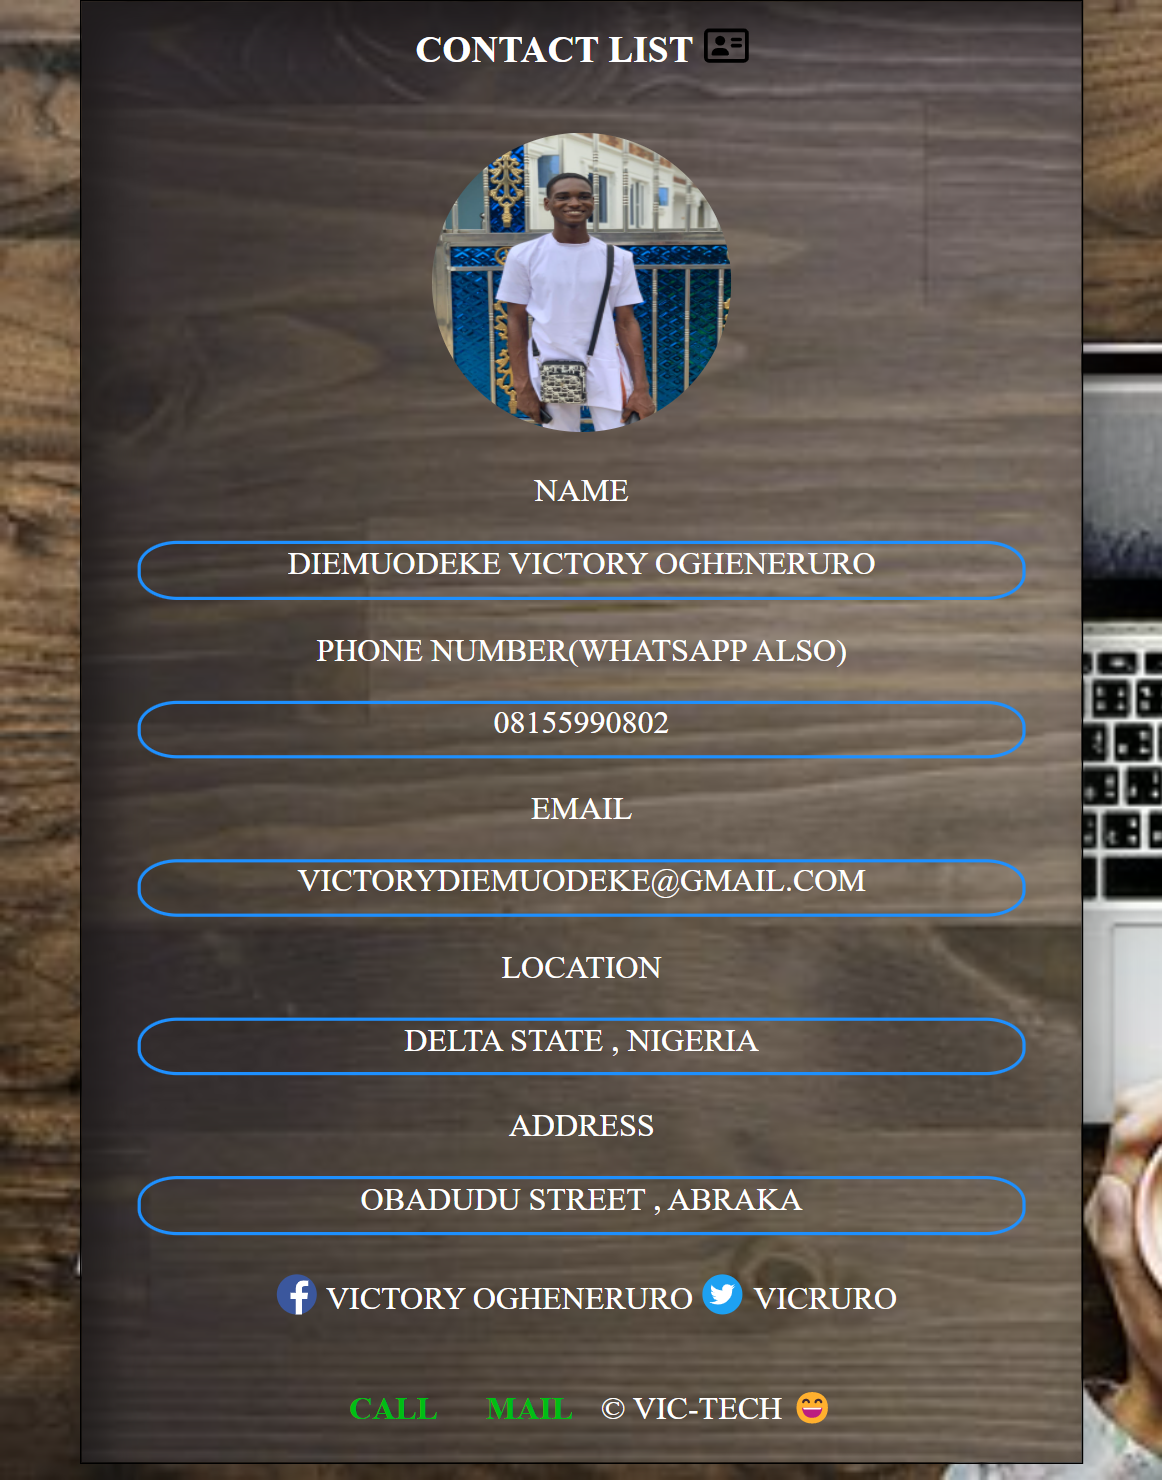 CONTACT LIST
NAME
DIEMUODEKE VICTORY OGHENERURO
PHONE NUMBER(WHATSAPP ALSO)
08155990802
EMAIL
VICTORYDIEMUODEKE@GMAIL.COM
LOCATION
DELTA STATE , NIGERIA
ADDRESS
OBADUDU STREET , ABRAKA
VICTORY OGHENERURO VICRURO
CALL MAIL © VIC-TECH 😄